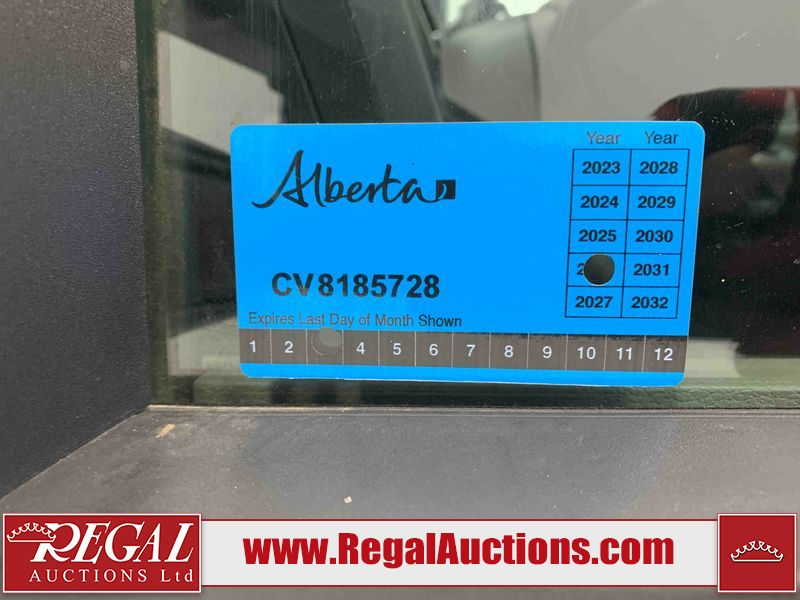 Year Year
2023 2028
2024 2029
2025 2030
2031
2027 2032
Alberta
CV8185728
Expires Last Day of Month Shown
1 2 4 5 6 7 8 9 10 11 12
REGAL
AUCTIONS Ltd
www.RegalAuctions.com